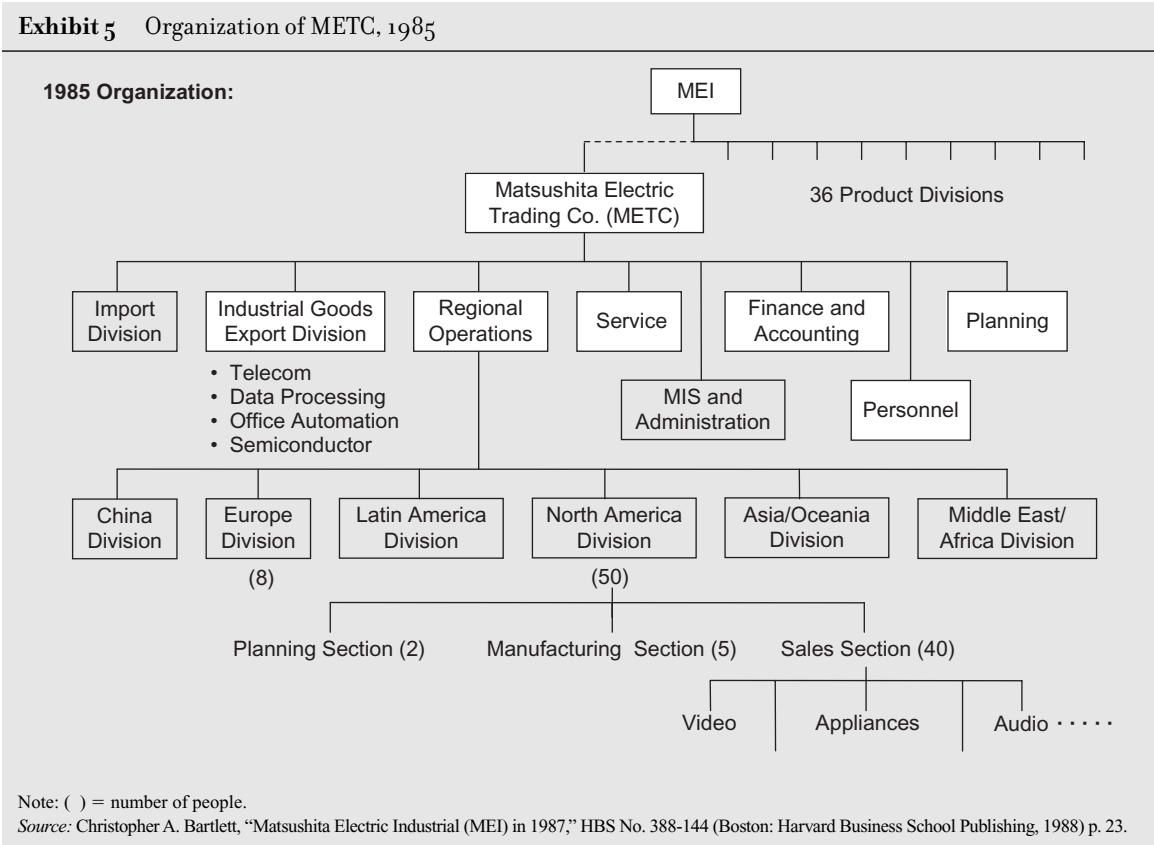 Exhibit 5 Organization of METC, 1985
1985 Organization:
MEI
Matsushita Electric
Trading Co. (METC)
36 Product Divisions
Import
Division
Industrial Goods
Export Division
Regional
Operations
Service
Finance and
Accounting
Planning
• Telecom
• Data Processing
• Office Automation
• Semiconductor
MIS and
Administration
Personnel
China
Division
Europe
Division
Latin America
Division
North America
Division
Asia/Oceania
Division
Middle East/
Africa Division
(8)
(50)
Planning Section (2)
Manufacturing Section (5)
Sales Section (40)
Video
Appliances
Audio · · · · ·
Note: ( ) = number of people.
Source: Christopher A. Bartlett, “Matsushita Electric Industrial (MEI) in 1987,” HBS No. 388-144 (Boston: Harvard Business School Publishing, 1988) p. 23.